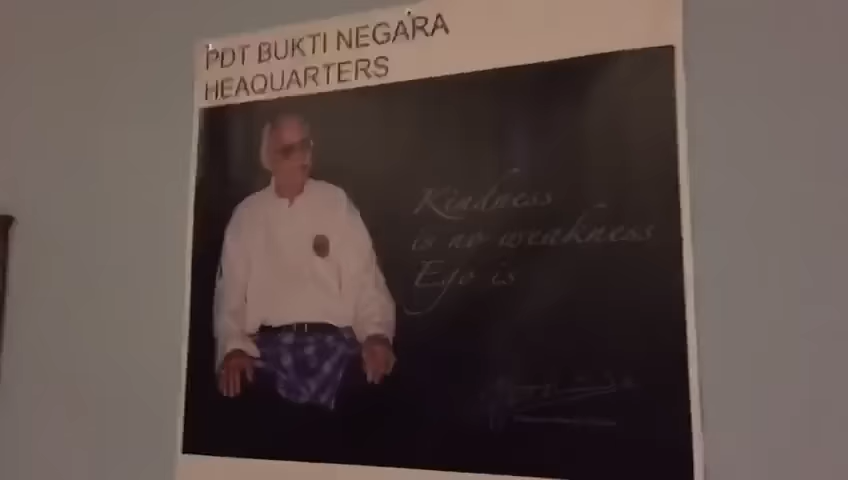 PDT BUKTI NEGARA
HEAQUARTERS
Kindness
is no weakness
Ego is